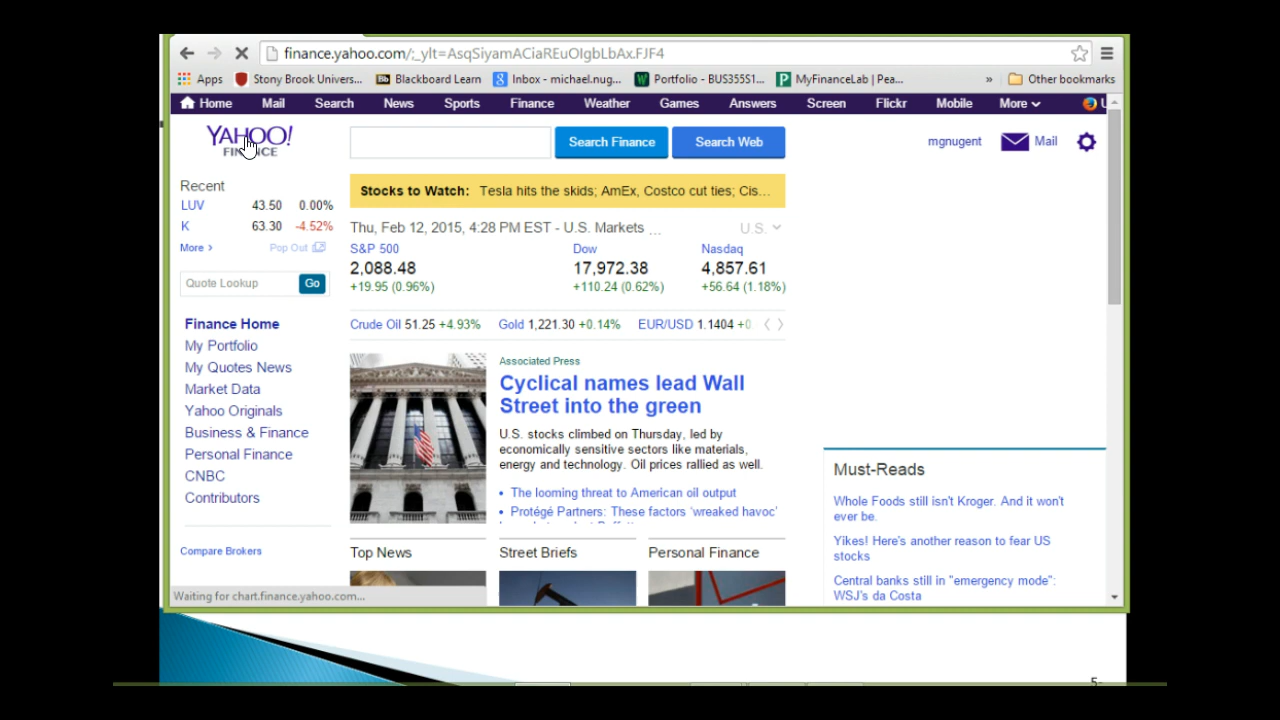 finance.yahoo.com/;_ylt=AsqSiyamACiaREuOIgbLbAx.FJF4
Apps Stony Brook Univers... Bb Blackboard Learn 8 Inbox - michael.nug... W Portfolio - BUS355S1... P MyFinanceLab | Pea... » Other bookmarks
Home Mail Search News Sports Finance Weather Games Answers Screen Flickr Mobile More
YAHOO!
FINANCE
Search Finance
Search Web
mgnugent
Mail
Recent
LUV 43.50 0.00%
K 63.30 -4.52%
More › Pop Out
Quote Lookup Go
Finance Home
My Portfolio
My Quotes News
Market Data
Yahoo Originals
Business & Finance
Personal Finance
CNBC
Contributors
Compare Brokers
Stocks to Watch: Tesla hits the skids; AmEx, Costco cut ties; Cis...
Thu, Feb 12, 2015, 4:28 PM EST - U.S. Markets ... U.S.
S&P 500 Dow Nasdaq
2,088.48 17,972.38 4,857.61
+19.95 (0.96%) +110.24 (0.62%) +56.64 (1.18%)
Crude Oil 51.25 +4.93% Gold 1,221.30 +0.14% EUR/USD 1.1404 +0
Associated Press
Cyclical names lead Wall
Street into the green
U.S. stocks climbed on Thursday, led by
economically sensitive sectors like materials,
energy and technology. Oil prices rallied as well.
• The looming threat to American oil output
• Protégé Partners: These factors 'wreaked havoc'
Top News Street Briefs Personal Finance
Must-Reads
Whole Foods still isn't Kroger. And it won't
ever be.
Yikes! Here's another reason to fear US
stocks
Central banks still in "emergency mode":
WSJ's da Costa
Waiting for chart.finance.yahoo.com...
5-